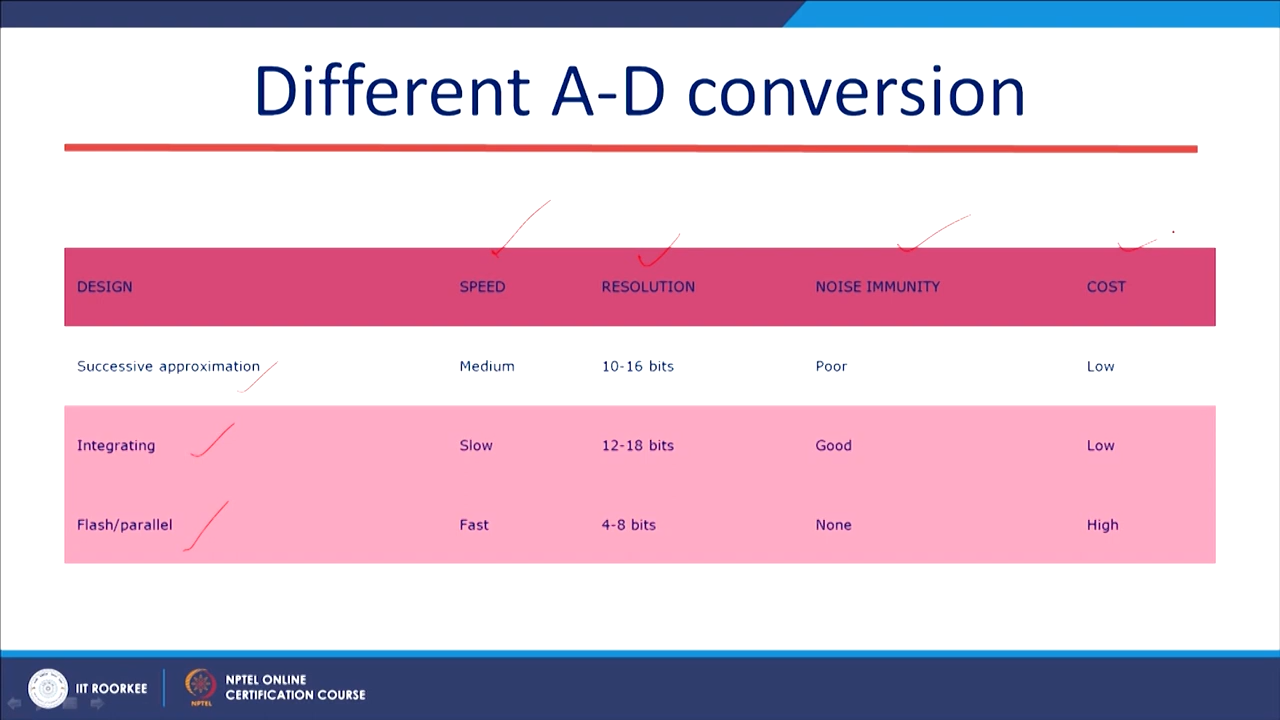 Different A-D conversion
DESIGN SPEED RESOLUTION NOISE IMMUNITY COST
Successive approximation Medium 10-16 bits Poor Low
Integrating Slow 12-18 bits Good Low
Flash/parallel Fast 4-8 bits None High
IIT ROORKEE
NPTEL
NPTEL ONLINE
CERTIFICATION COURSE